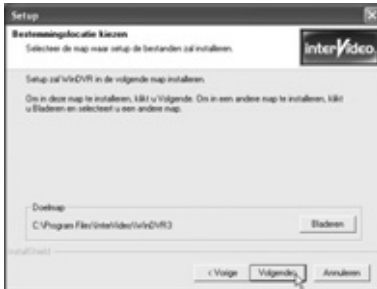 Setup
Bestemmingslocatie kiezen
Selecteer de map waar setup de bestanden zal installeren.
InterVideo
Setup zal WinDVR in de volgende map installeren.
Om in deze map te installeren, klikt u Volgende. Om in een andere map te installeren, klikt
u Bladeren en selecteert u een andere map.
Doelmap
C:\Program Files\InterVideo\WinDVR3
Bladeren
InstallShield
< Vorige
Volgende >
Annuleren